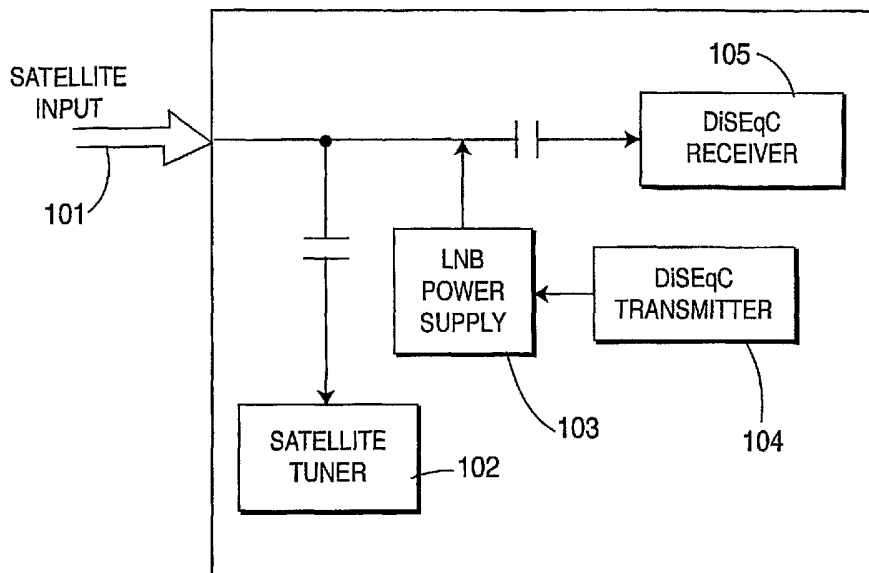 SATELLITE
INPUT
101
105
DiSEqC
RECEIVER
LNB
POWER
SUPPLY
DiSEqC
TRANSMITTER
103
104
SATELLITE
TUNER
102